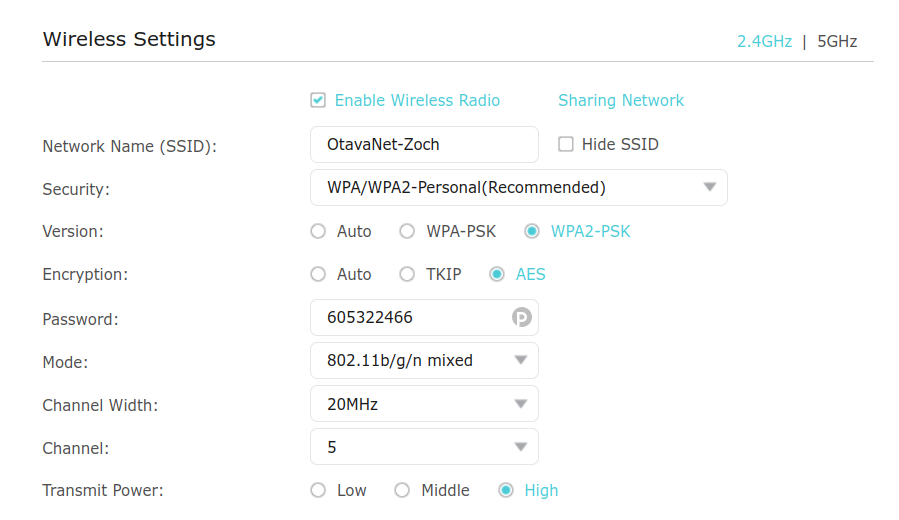 Wireless Settings 2.4GHz | 5GHz
Enable Wireless Radio Sharing Network
Network Name (SSID): OtavaNet-Zoch Hide SSID
Security: WPA/WPA2-Personal(Recommended)
Version: Auto WPA-PSK WPA2-PSK
Encryption: Auto TKIP AES
Password: 605322466
Mode: 802.11b/g/n mixed
Channel Width: 20MHz
Channel: 5
Transmit Power: Low Middle High